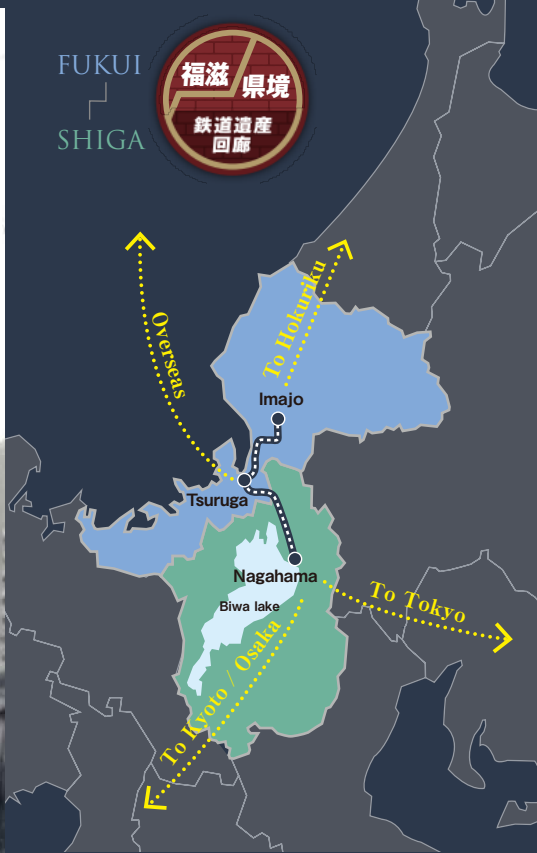 FUKUI
SHIGA
福滋
県境
鉄道遺産
回廊
Overseas
To Hokuriku
Imajo
Tsuruga
Nagahama
Biwa lake
To Tokyo
To Kyoto / Osaka